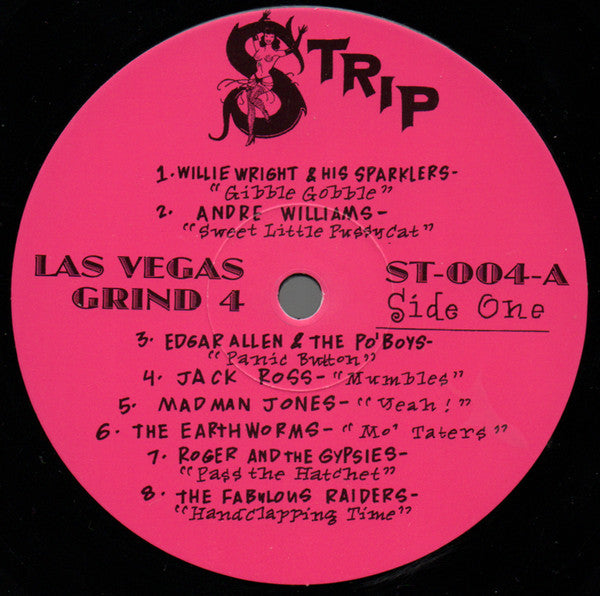 STRIP
1. WILLIE WRIGHT & HIS SPARKLERS-
"Gibble Gobble"
2. ANDRE WILLIAMS-
"Sweet Little PussyCat"
LAS VEGAS
GRIND 4
ST-004-A
Side One
3. EDGAR ALLEN & THE PO'BOYS-
"Panic Button"
4. JACK ROSS- "Mumbles"
5. MAD MAN JONES- "Yeah!"
6. THE EARTHWORMS- "Mo' Taters"
7. ROGER AND THE GYPSIES-
"Pass the Hatchet"
8. THE FABULOUS RAIDERS-
"Handclapping Time"